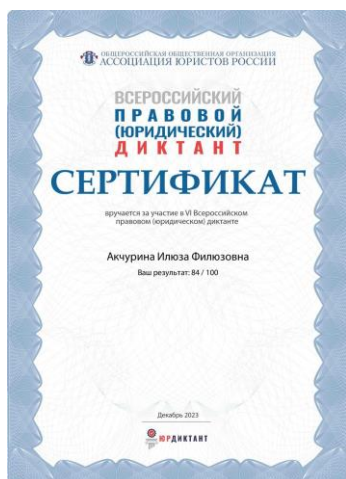 ОБЩЕРОССИЙСКАЯ ОБЩЕСТВЕННАЯ ОРГАНИЗАЦИЯ
АССОЦИАЦИЯ ЮРИСТОВ РОССИИ
ВСЕРОССИЙСКИЙ
ПРАВОВОЙ
(ЮРИДИЧЕСКИЙ)
ДИКТАНТ
СЕРТИФИКАТ
вручается за участие в VI Всероссийском
правовом (юридическом) диктанте
Акчурина Илюза Филюзовна
Ваш результат: 84 / 100
Декабрь 2023
ЮРДИКТАНТ